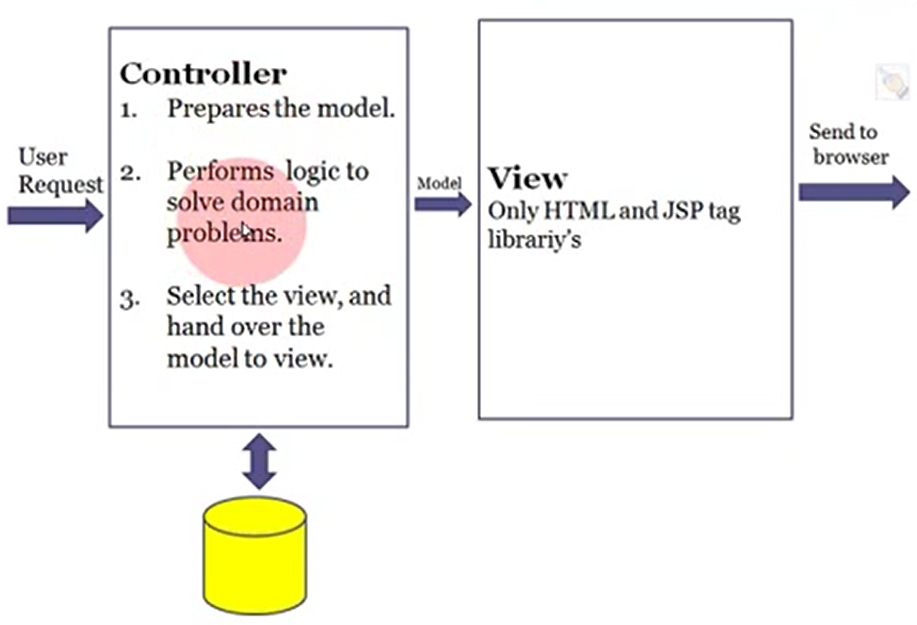 User
Request
Controller
1. Prepares the model.
2. Performs logic to
solve domain
problems.
3. Select the view, and
hand over the
model to view.
Model
View
Only HTML and JSP tag
librariy's
Send to
browser